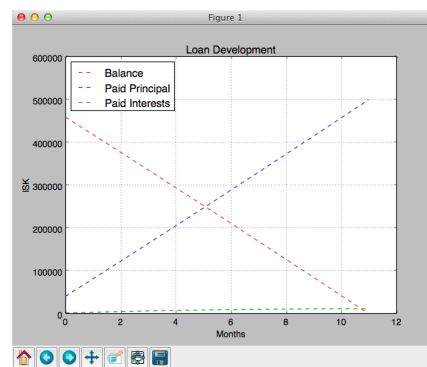 Figure 1
Loan Development
600000
Balance
Paid Principal
Paid Interests
500000
400000
ISK
300000
200000
100000
0
0 2 4 6 8 10 12
Months